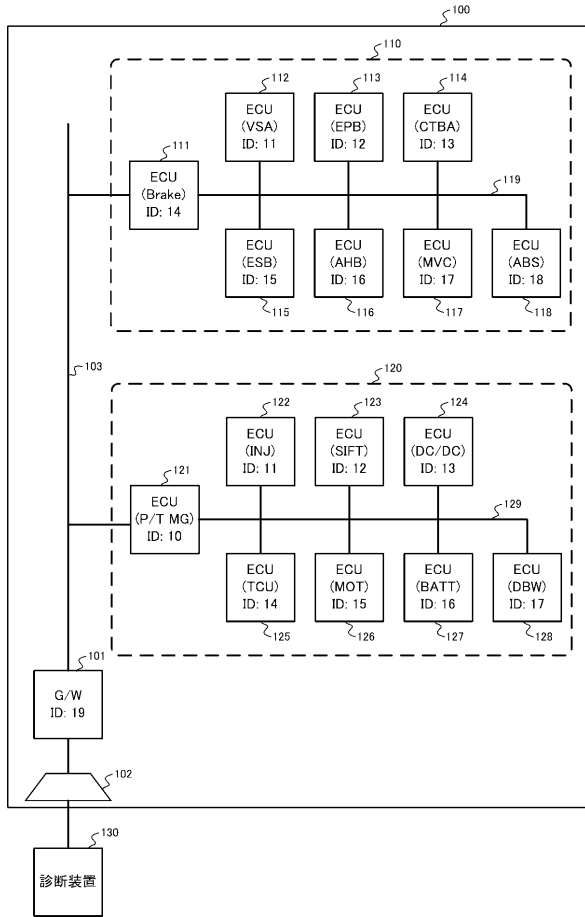 100
110
112
113
114
ECU
(VSA)
ID: 11
ECU
(EPB)
ID: 12
ECU
(CTBA)
ID: 13
111
ECU
(Brake)
ID: 14
119
ECU
(ESB)
ID: 15
ECU
(AHB)
ID: 16
ECU
(MVC)
ID: 17
ECU
(ABS)
ID: 18
115
116
117
118
103
120
122
123
124
ECU
(INJ)
ID: 11
ECU
(SIFT)
ID: 12
ECU
(DC/DC)
ID: 13
121
ECU
(P/T MG)
ID: 10
129
ECU
(TCU)
ID: 14
ECU
(MOT)
ID: 15
ECU
(BATT)
ID: 16
ECU
(DBW)
ID: 17
125
126
127
128
101
G/W
ID: 19
102
130
診断装置